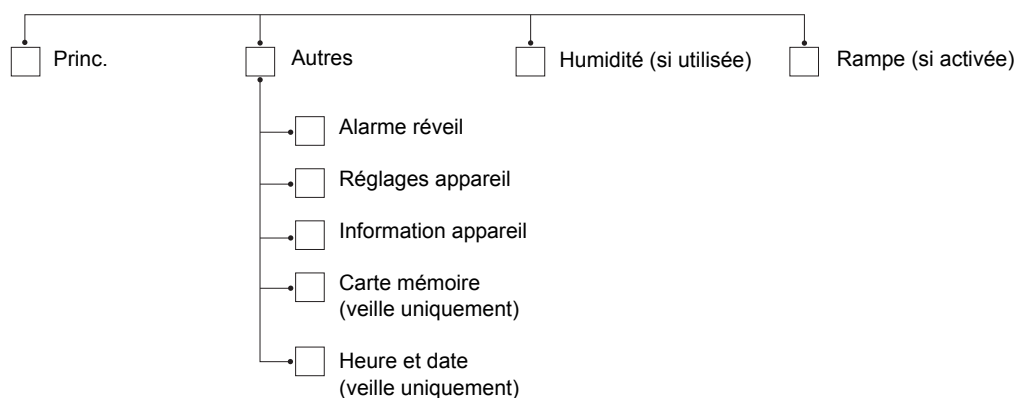 Princ.
Autres
Humidité (si utilisée)
Rampe (si activée)
Alarme réveil
Réglages appareil
Information appareil
Carte mémoire
(veille uniquement)
Heure et date
(veille uniquement)